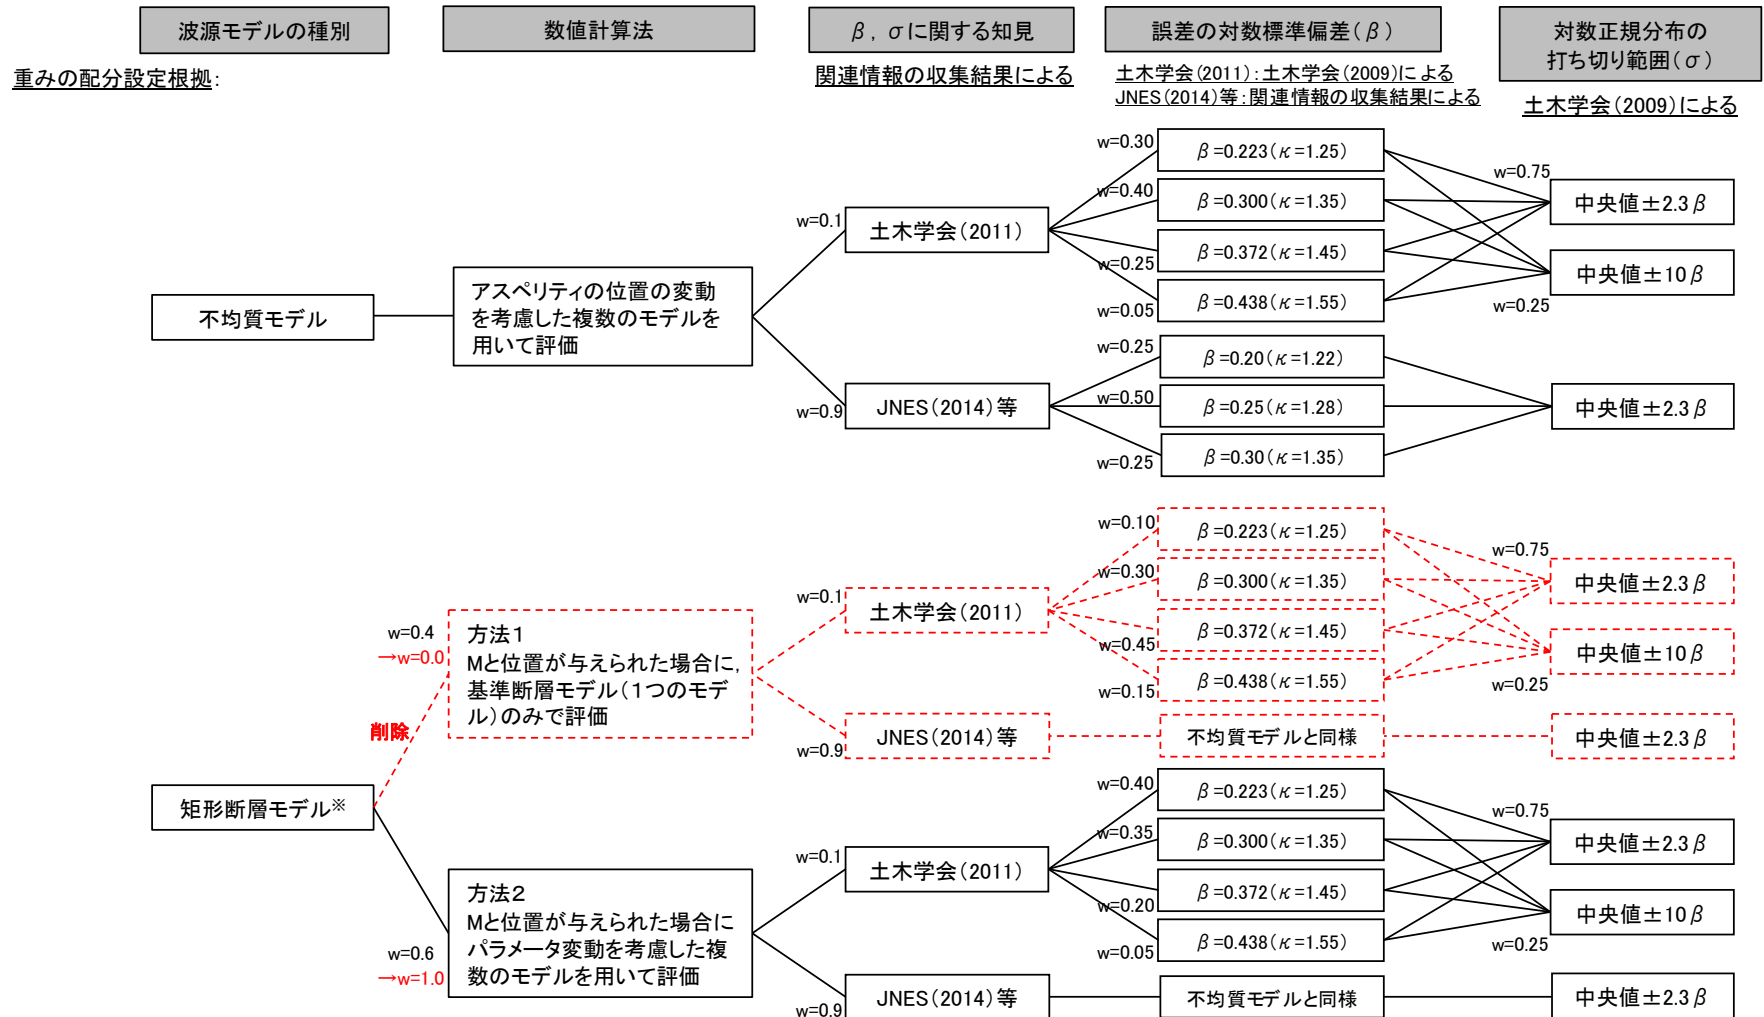 波源モデルの種別
数値計算法
β，σに関する知見
誤差の対数標準偏差（β）
対数正規分布の
打ち切り範囲（σ）
重みの配分設定根拠：
関連情報の収集結果による
土木学会（2011）：土木学会（2009）による
JNES（2014）等：関連情報の収集結果による
土木学会（2009）による
不均質モデル
アスペリティの位置の変動
を考慮した複数のモデルを
用いて評価
w=0.1
土木学会（2011）
w=0.30
β=0.223（κ=1.25）
w=0.40
β=0.300（κ=1.35）
w=0.25
β=0.372（κ=1.45）
w=0.05
β=0.438（κ=1.55）
w=0.75
中央値±2.3β
中央値±10β
w=0.25
w=0.9
JNES（2014）等
w=0.25
β=0.20（κ=1.22）
w=0.50
β=0.25（κ=1.28）
w=0.25
β=0.30（κ=1.35）
中央値±2.3β
矩形断層モデル※
w=0.4
→w=0.0
削除
方法1
Mと位置が与えられた場合に，
基準断層モデル（1つのモデ
ル）のみで評価
w=0.1
土木学会（2011）
w=0.10
β=0.223（κ=1.25）
w=0.30
β=0.300（κ=1.35）
w=0.45
β=0.372（κ=1.45）
w=0.15
β=0.438（κ=1.55）
w=0.75
中央値±2.3β
中央値±10β
w=0.25
w=0.9
JNES（2014）等
不均質モデルと同様
中央値±2.3β
w=0.6
→w=1.0
方法2
Mと位置が与えられた場合に
パラメータ変動を考慮した複
数のモデルを用いて評価
w=0.1
土木学会（2011）
w=0.40
β=0.223（κ=1.25）
w=0.35
β=0.300（κ=1.35）
w=0.20
β=0.372（κ=1.45）
w=0.05
β=0.438（κ=1.55）
w=0.75
中央値±2.3β
中央値±10β
w=0.25
w=0.9
JNES（2014）等
不均質モデルと同様
中央値±2.3β